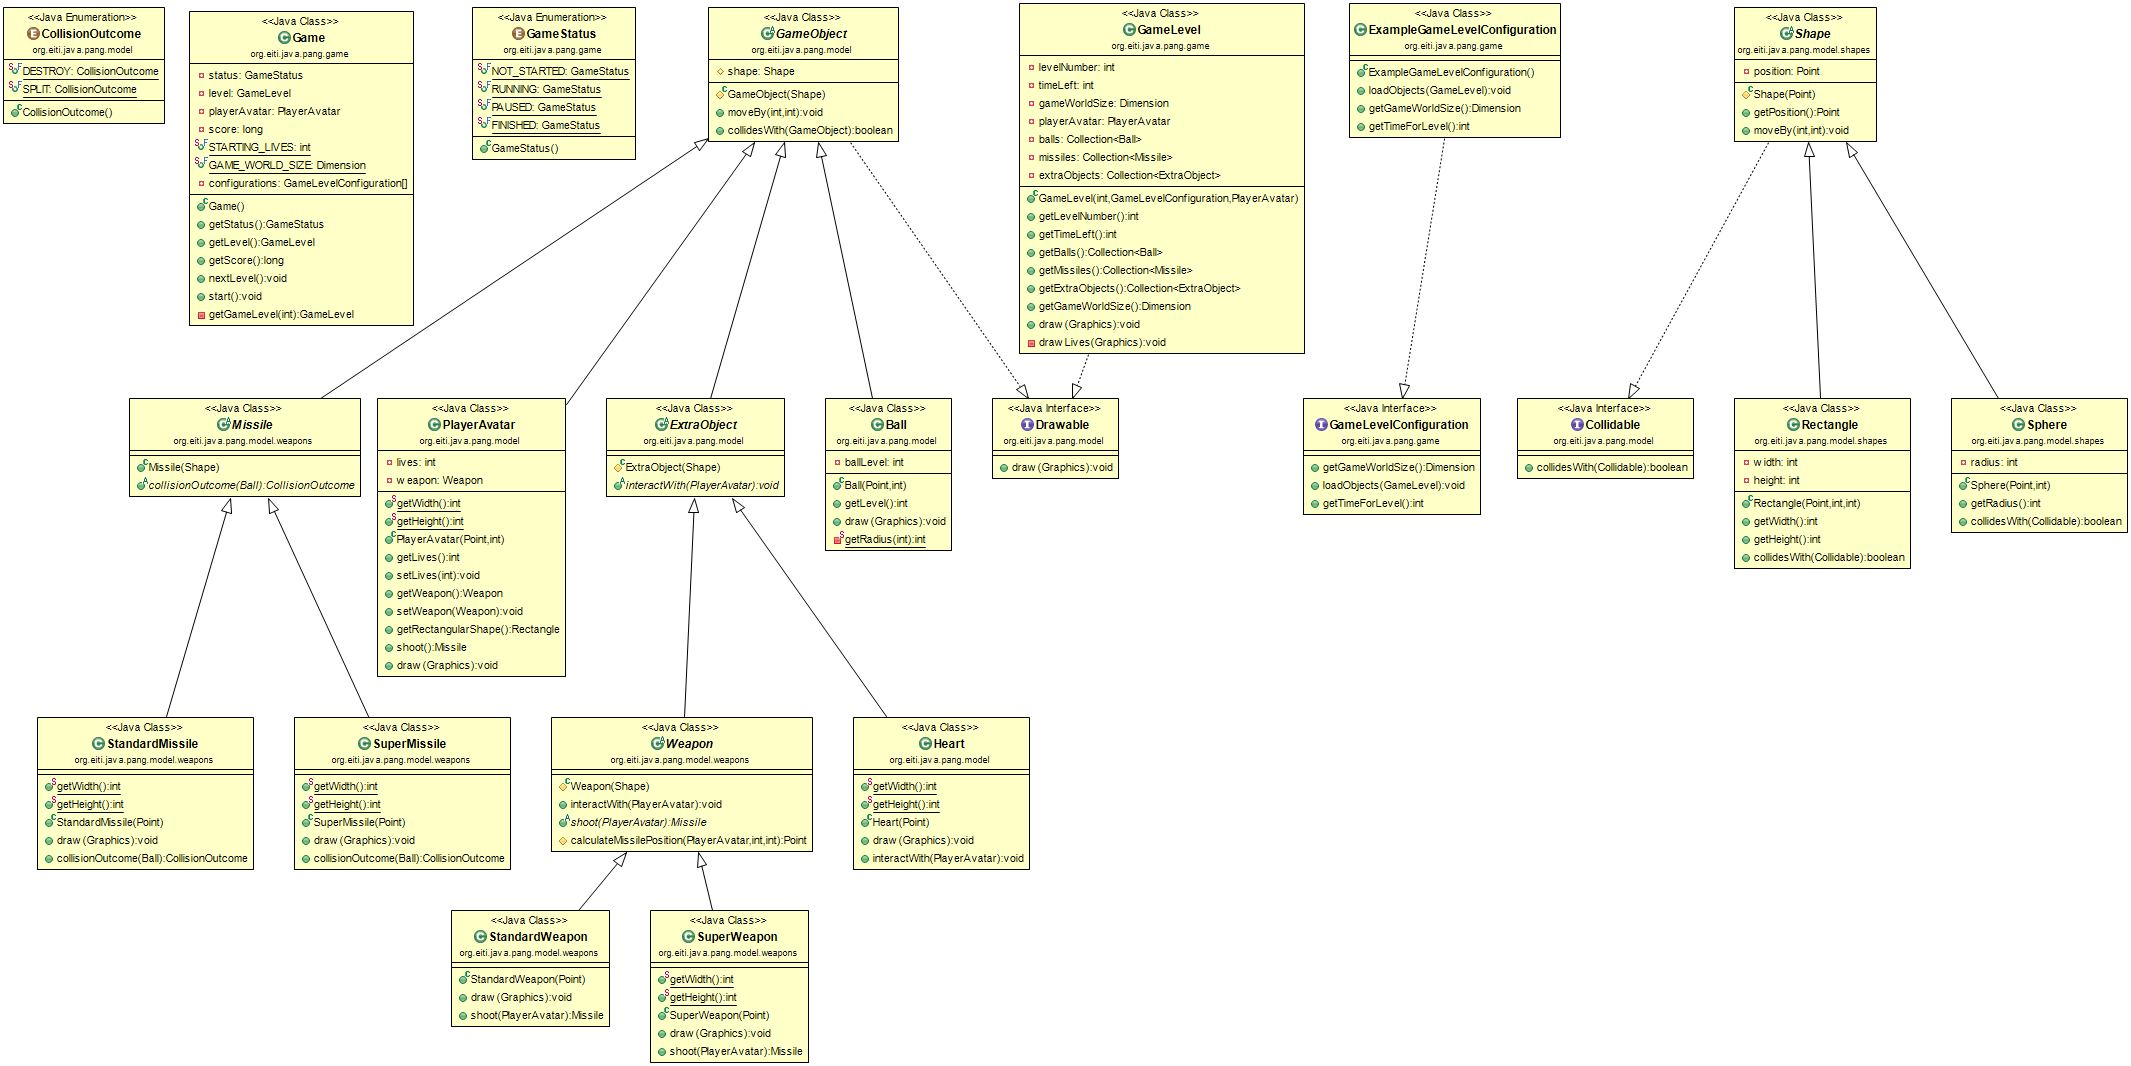 <<Java Enumeration>>
CollisionOutcome
org.eiti.java.pang.model
DESTROY: CollisionOutcome
SPLIT: CollisionOutcome
CollisionOutcome()
<<Java Class>>
Game
org.eiti.java.pang.game
status: GameStatus
level: GameLevel
playerAvatar: PlayerAvatar
score: long
STARTING_LIVES: int
GAME_WORLD_SIZE: Dimension
configurations: GameLevelConfiguration[]
Game()
getStatus():GameStatus
getLevel():GameLevel
getScore():long
nextLevel():void
start():void
getGameLevel(int):GameLevel
<<Java Enumeration>>
GameStatus
org.eiti.java.pang.game
NOT_STARTED: GameStatus
RUNNING: GameStatus
PAUSED: GameStatus
FINISHED: GameStatus
GameStatus()
<<Java Class>>
GameObject
org.eiti.java.pang.model
shape: Shape
GameObject(Shape)
moveBy(int,int):void
collidesWith(GameObject):boolean
<<Java Class>>
GameLevel
org.eiti.java.pang.game
levelNumber: int
timeLeft: int
gameWorldSize: Dimension
playerAvatar: PlayerAvatar
balls: Collection<Ball>
missiles: Collection<Missile>
extraObjects: Collection<ExtraObject>
GameLevel(int,GameLevelConfiguration,PlayerAvatar)
getLevelNumber():int
getTimeLeft():int
getBalls():Collection<Ball>
getMissiles():Collection<Missile>
getExtraObjects():Collection<ExtraObject>
getGameWorldSize():Dimension
draw(Graphics):void
drawLives(Graphics):void
<<Java Class>>
ExampleGameLevelConfiguration
org.eiti.java.pang.game
ExampleGameLevelConfiguration()
loadObjects(GameLevel):void
getGameWorldSize():Dimension
getTimeForLevel():int
<<Java Class>>
Shape
org.eiti.java.pang.model.shapes
position: Point
Shape(Point)
getPosition():Point
moveBy(int,int):void
<<Java Class>>
Missile
org.eiti.java.pang.model.weapons
Missile(Shape)
collisionOutcome(Ball):CollisionOutcome
<<Java Class>>
PlayerAvatar
org.eiti.java.pang.model
lives: int
weapon: Weapon
getWidth():int
getHeight():int
PlayerAvatar(Point,int)
getLives():int
setLives(int):void
getWeapon():Weapon
setWeapon(Weapon):void
getRectangularShape():Rectangle
shoot():Missile
draw(Graphics):void
<<Java Class>>
ExtraObject
org.eiti.java.pang.model
ExtraObject(Shape)
interactWith(PlayerAvatar):void
<<Java Class>>
Ball
org.eiti.java.pang.model
ballLevel: int
Ball(Point,int)
getLevel():int
draw(Graphics):void
getRadius(int):int
<<Java Interface>>
Drawable
org.eiti.java.pang.model
draw(Graphics):void
<<Java Interface>>
GameLevelConfiguration
org.eiti.java.pang.game
getGameWorldSize():Dimension
loadObjects(GameLevel):void
getTimeForLevel():int
<<Java Interface>>
Collidable
org.eiti.java.pang.model
collidesWith(Collidable):boolean
<<Java Class>>
Rectangle
org.eiti.java.pang.model.shapes
width: int
height: int
Rectangle(Point,int,int)
getWidth():int
getHeight():int
collidesWith(Collidable):boolean
<<Java Class>>
Sphere
org.eiti.java.pang.model.shapes
radius: int
Sphere(Point,int)
getRadius():int
collidesWith(Collidable):boolean
<<Java Class>>
StandardMissile
org.eiti.java.pang.model.weapons
getWidth():int
getHeight():int
StandardMissile(Point)
draw(Graphics):void
collisionOutcome(Ball):CollisionOutcome
<<Java Class>>
SuperMissile
org.eiti.java.pang.model.weapons
getWidth():int
getHeight():int
SuperMissile(Point)
draw(Graphics):void
collisionOutcome(Ball):CollisionOutcome
<<Java Class>>
Weapon
org.eiti.java.pang.model.weapons
Weapon(Shape)
interactWith(PlayerAvatar):void
shoot(PlayerAvatar):Missile
calculateMissilePosition(PlayerAvatar,int,int):Point
<<Java Class>>
Heart
org.eiti.java.pang.model
getWidth():int
getHeight():int
Heart(Point)
draw(Graphics):void
interactWith(PlayerAvatar):void
<<Java Class>>
StandardWeapon
org.eiti.java.pang.model.weapons
StandardWeapon(Point)
draw(Graphics):void
shoot(PlayerAvatar):Missile
<<Java Class>>
SuperWeapon
org.eiti.java.pang.model.weapons
getWidth():int
getHeight():int
SuperWeapon(Point)
draw(Graphics):void
shoot(PlayerAvatar):Missile